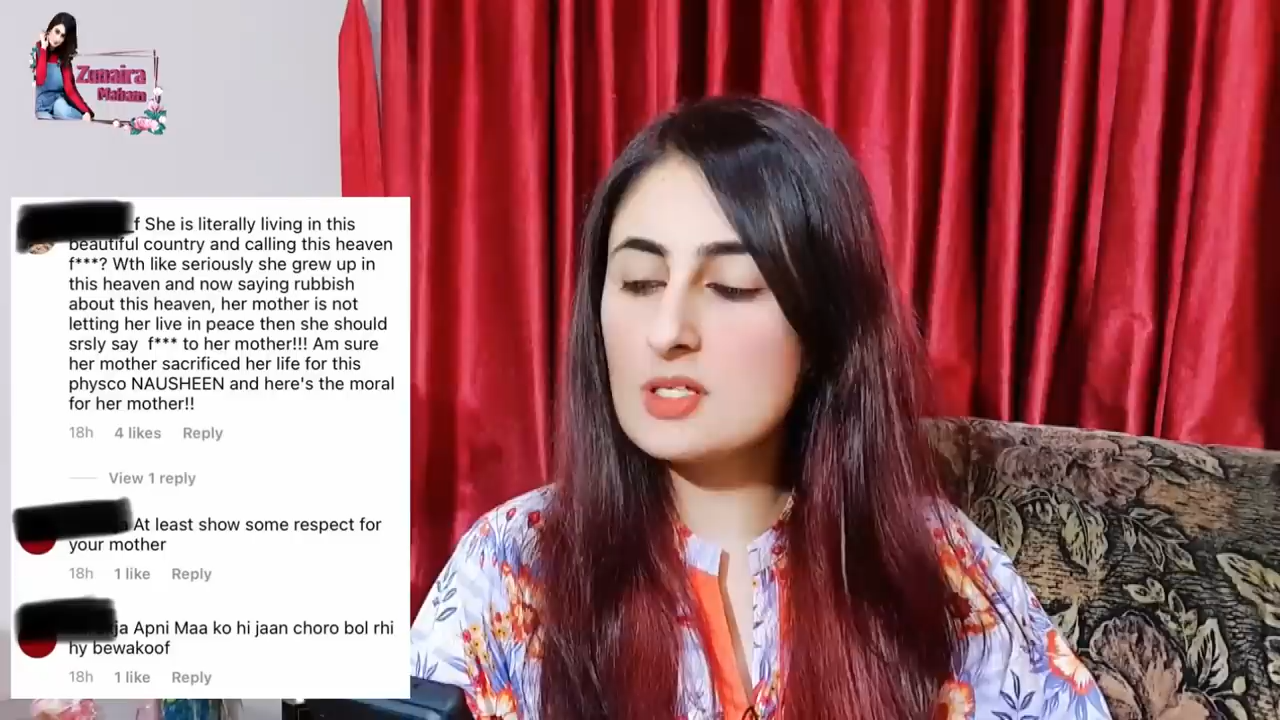 Zunaira
Maham
f She is literally living in this
beautiful country and calling this heaven
f***? Wth like seriously she grew up in
this heaven and now saying rubbish
about this heaven, her mother is not
letting her live in peace then she should
srsly say f*** to her mother!!! Am sure
her mother sacrificed her life for this
physco NAUSHEEN and here's the moral
for her mother!!
18h 4 likes Reply
View 1 reply
At least show some respect for
your mother
18h 1 like Reply
ja Apni Maa ko hi jaan choro bol rhi
hy bewakoof
18h 1 like Reply